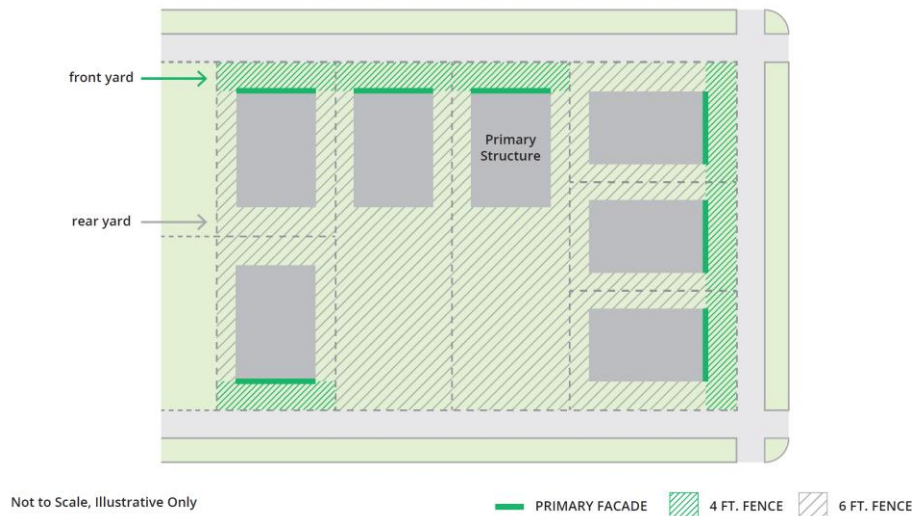 front yard
Primary
Structure
rear yard
Not to Scale, Illustrative Only
PRIMARY FACADE
4 FT. FENCE
6 FT. FENCE